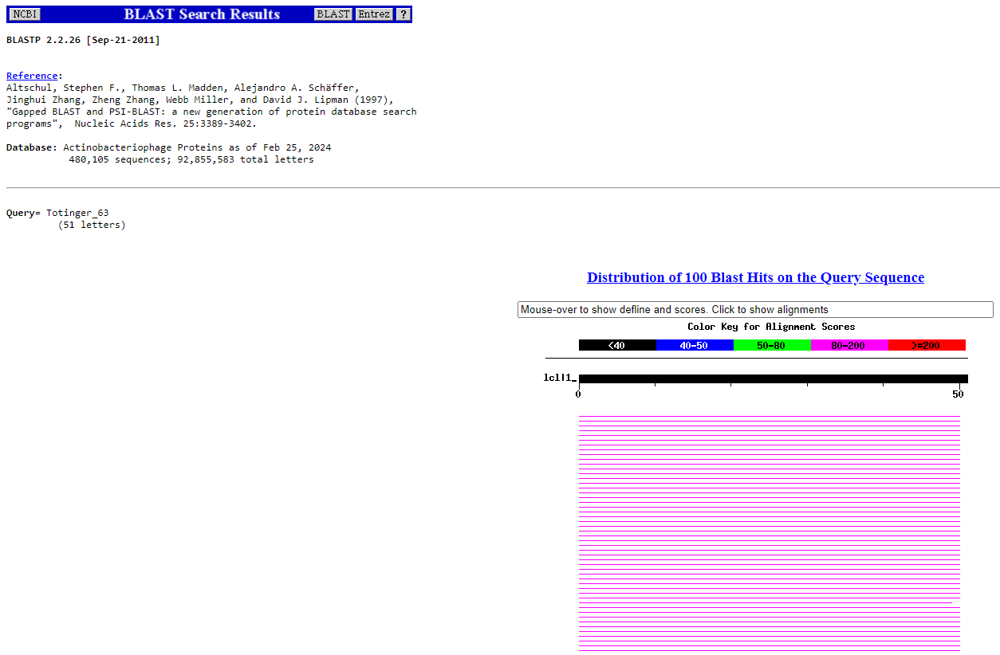 NCBI BLAST Search Results BLAST Entrez ?
BLASTP 2.2.26 [Sep-21-2011]
Reference:
Altschul, Stephen F., Thomas L. Madden, Alejandro A. Schäffer,
Jinghui Zhang, Zheng Zhang, Webb Miller, and David J. Lipman (1997),
"Gapped BLAST and PSI-BLAST: a new generation of protein database search
programs", Nucleic Acids Res. 25:3389-3402.
Database: Actinobacteriophage Proteins as of Feb 25, 2024
480,105 sequences; 92,855,583 total letters
Query= Totinger_63
(51 letters)
Distribution of 100 Blast Hits on the Query Sequence
Mouse-over to show defline and scores. Click to show alignments
Color Key for Alignment Scores
<40 40-50 50-80 80-200 >=200
lcl|1_
0 50